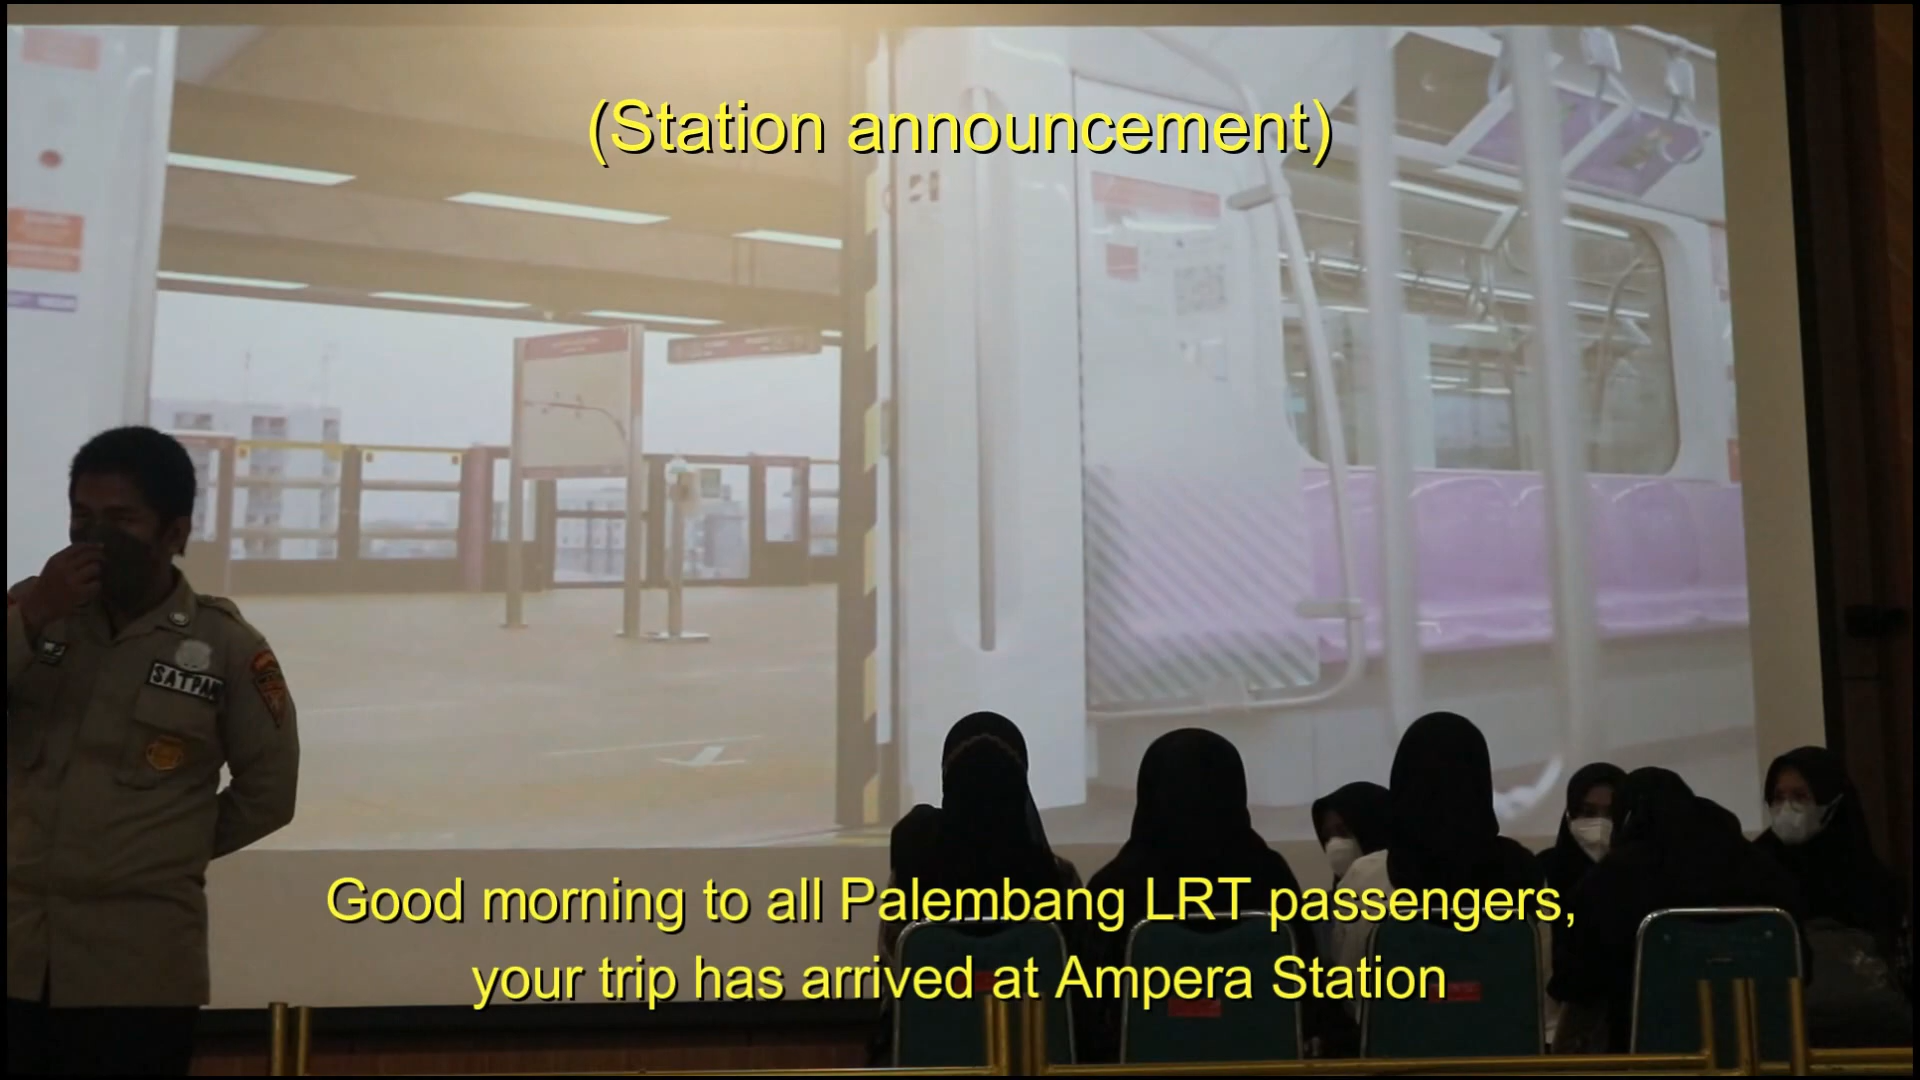 (Station announcement)
SATPAM
Good morning to all Palembang LRT passengers,
your trip has arrived at Ampera Station